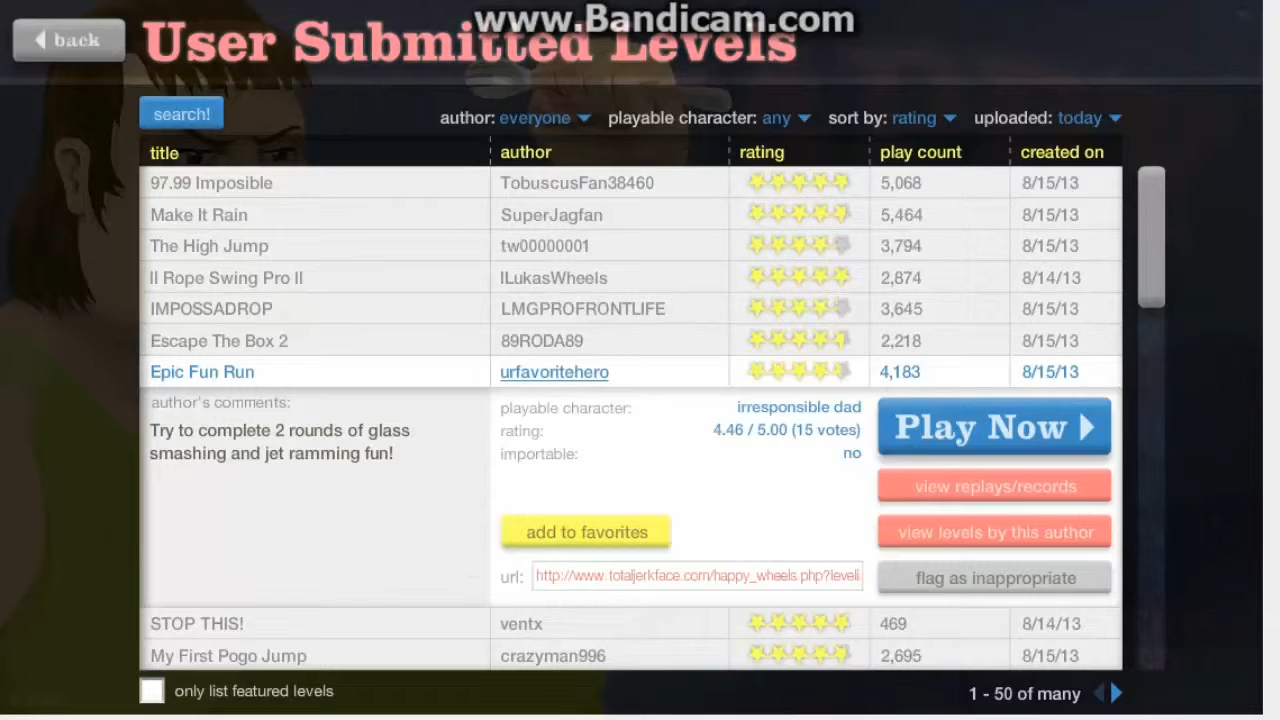 www.Bandicam.com
back
User Submitted Levels
search!
author: everyone playable character: any sort by: rating uploaded: today
title author rating play count created on
97.99 Imposible TobuscusFan38460 5,068 8/15/13
Make It Rain SuperJagfan 5,464 8/15/13
The High Jump tw00000001 3,794 8/15/13
ll Rope Swing Pro ll lLukasWheels 2,874 8/14/13
IMPOSSADROP LMGPROFRONTLIFE 3,645 8/15/13
Escape The Box 2 89RODA89 2,218 8/15/13
Epic Fun Run urfavoritehero 4,183 8/15/13
author's comments:
Try to complete 2 rounds of glass
smashing and jet ramming fun!
playable character: irresponsible dad
rating: 4.46 / 5.00 (15 votes)
importable: no
add to favorites
url: http://www.totaljerkface.com/happy_wheels.php?leveli
Play Now
view replays/records
view levels by this author
flag as inappropriate
STOP THIS! ventx 469 8/14/13
My First Pogo Jump crazyman996 2,695 8/15/13
only list featured levels
1 - 50 of many